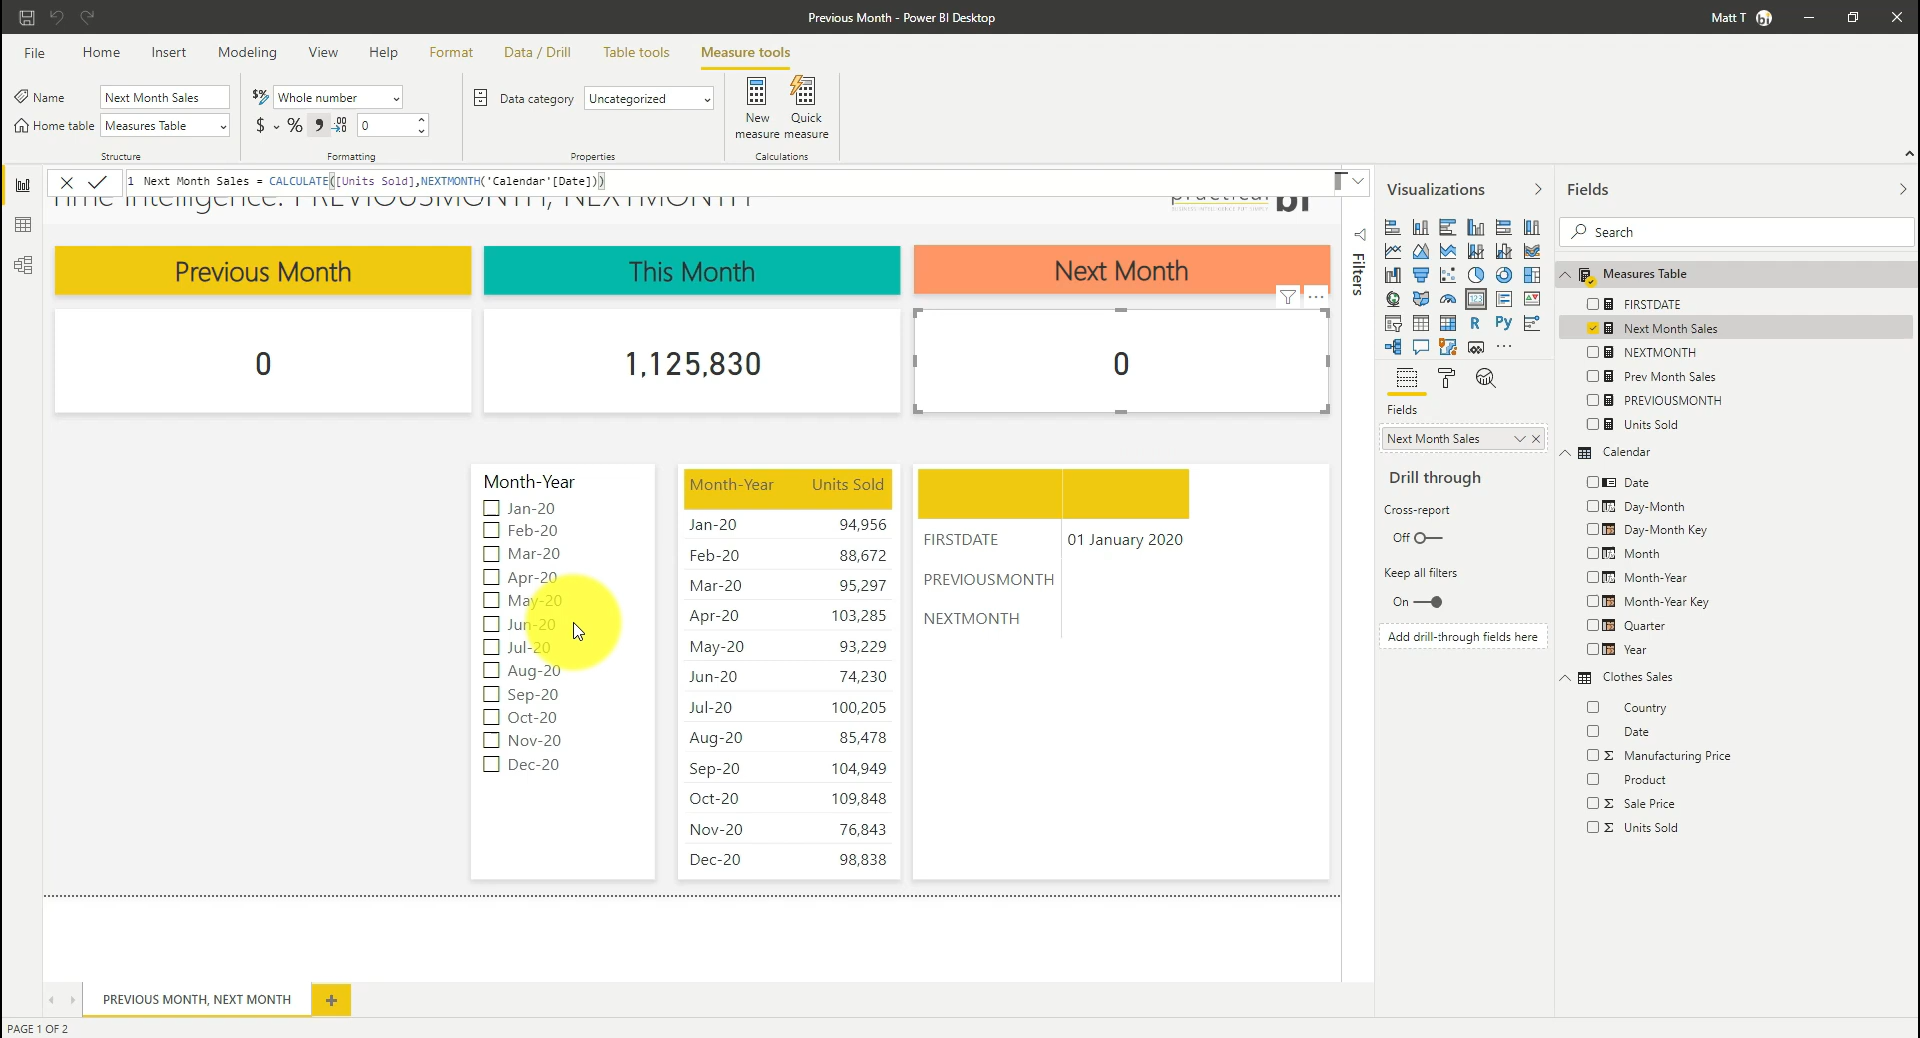 Previous Month - Power BI Desktop
Matt T
File Home Insert Modeling View Help Format Data / Drill Table tools Measure tools
Name Next Month Sales
Home table Measures Table
Structure
Whole number
$ % 0
Formatting
Data category Uncategorized
Properties
New measure
Quick measure
Calculations
1 Next Month Sales = CALCULATE([Units Sold],NEXTMONTH('Calendar'[Date]))
Time Intelligence: PREVIOUSMONTH, NEXTMONTH
practical bi
Previous Month
This Month
Next Month
0
1,125,830
0
Month-Year
Jan-20
Feb-20
Mar-20
Apr-20
May-20
Jun-20
Jul-20
Aug-20
Sep-20
Oct-20
Nov-20
Dec-20
Month-Year Units Sold
Jan-20 94,956
Feb-20 88,672
Mar-20 95,297
Apr-20 103,285
May-20 93,229
Jun-20 74,230
Jul-20 100,205
Aug-20 85,478
Sep-20 104,949
Oct-20 109,848
Nov-20 76,843
Dec-20 98,838
FIRSTDATE 01 January 2020
PREVIOUSMONTH
NEXTMONTH
Filters
Visualizations
R Py
Fields
Next Month Sales
Drill through
Cross-report
Off
Keep all filters
On
Add drill-through fields here
Fields
Search
Measures Table
FIRSTDATE
Next Month Sales
NEXTMONTH
Prev Month Sales
PREVIOUSMONTH
Units Sold
Calendar
Date
Day-Month
Day-Month Key
Month
Month-Year
Month-Year Key
Quarter
Year
Clothes Sales
Country
Date
Σ Manufacturing Price
Product
Σ Sale Price
Σ Units Sold
PREVIOUS MONTH, NEXT MONTH
PAGE 1 OF 2